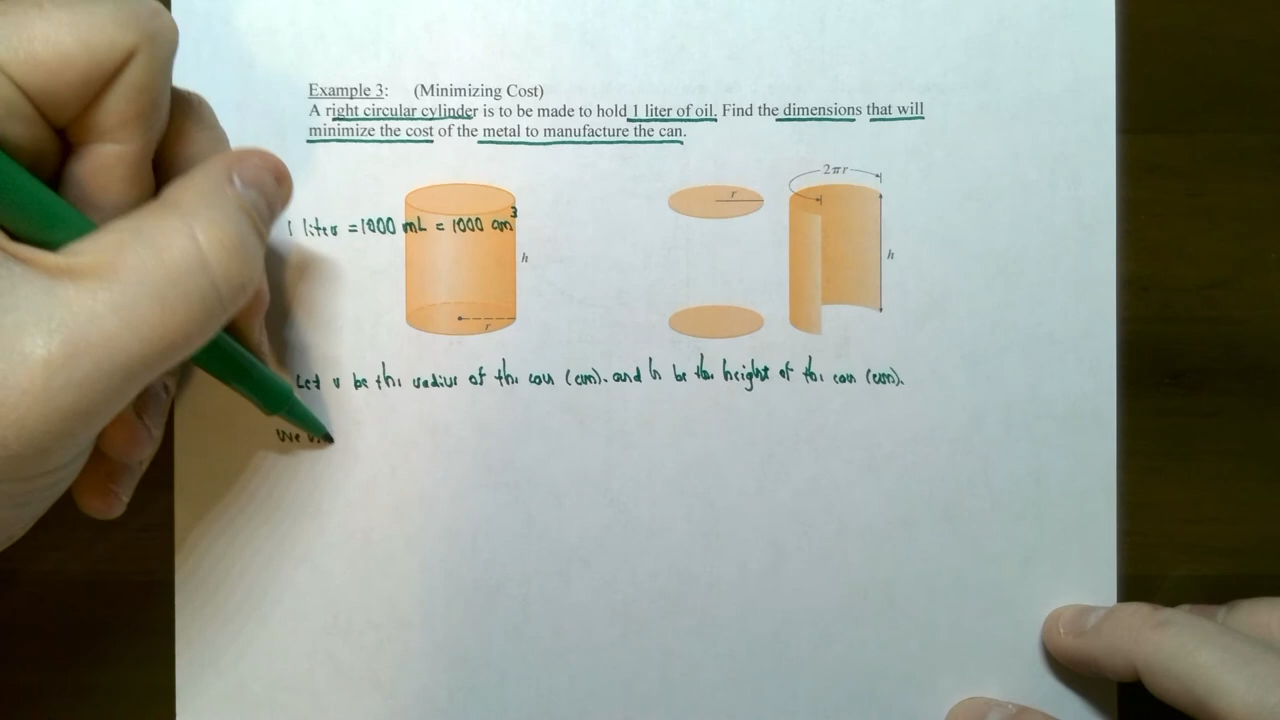 Example 3: (Minimizing Cost)
A right circular cylinder is to be made to hold 1 liter of oil. Find the dimensions that will
minimize the cost of the metal to manufacture the can.
2πr
r
1 liter = 1000 mL = 1000 cm³
h
h
r
Let r be the radius of the can (cm). and h be the height of the can (cm).
We